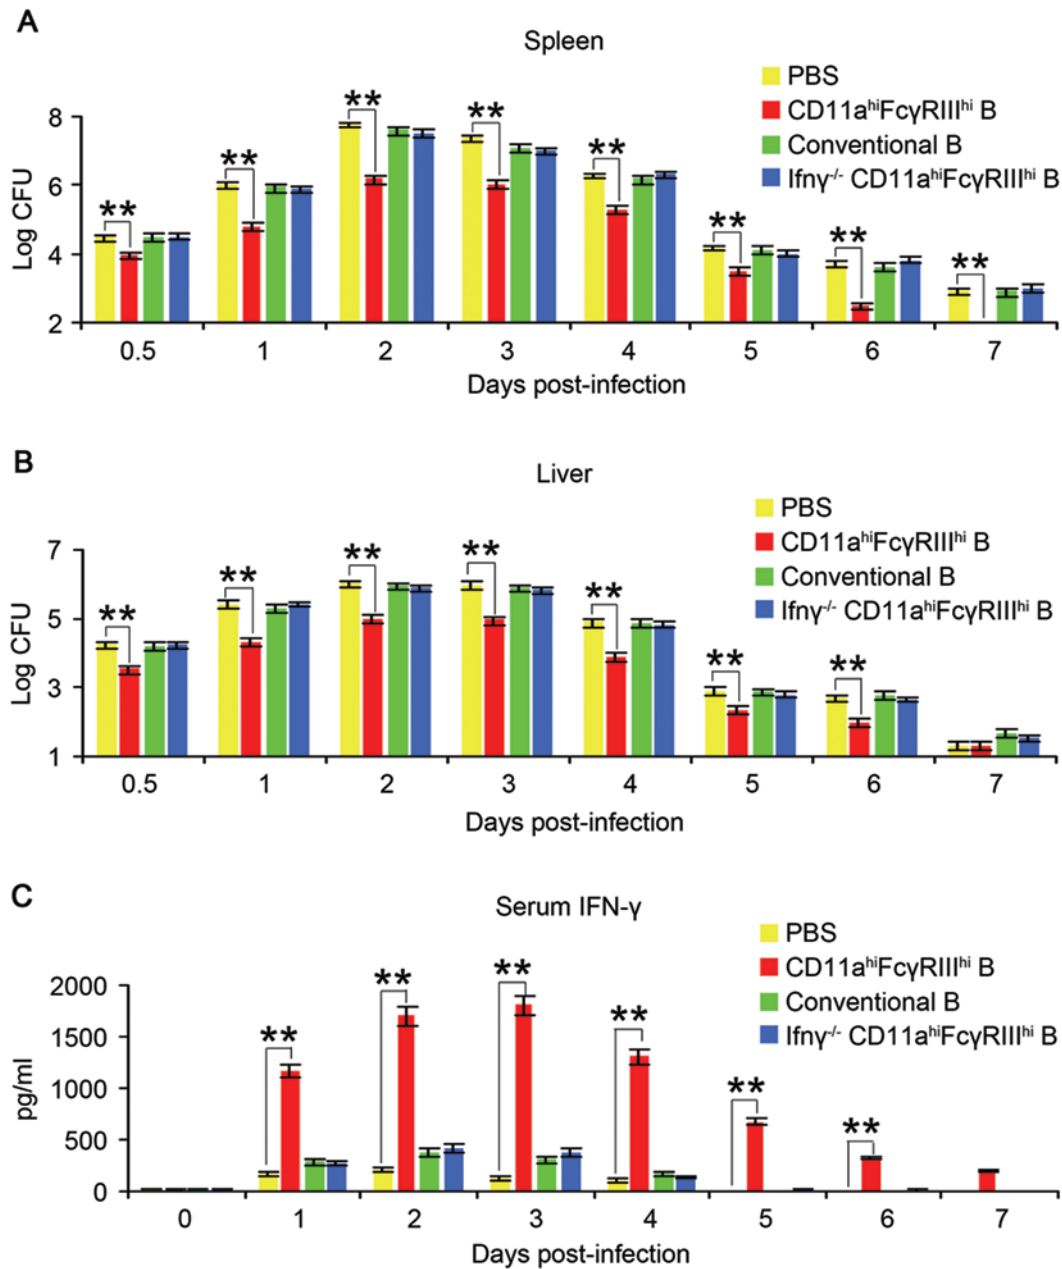 A
Spleen
PBS
CD11a^hiFcγRIII^hi B
Conventional B
Ifnγ^-/- CD11a^hiFcγRIII^hi B
Log CFU
8
6
4
2
** ** ** ** ** ** ** **
0.5 1 2 3 4 5 6 7
Days post-infection
B
Liver
PBS
CD11a^hiFcγRIII^hi B
Conventional B
Ifnγ^-/- CD11a^hiFcγRIII^hi B
Log CFU
7
5
3
1
** ** ** ** ** ** **
0.5 1 2 3 4 5 6 7
Days post-infection
C
Serum IFN-γ
PBS
CD11a^hiFcγRIII^hi B
Conventional B
Ifnγ^-/- CD11a^hiFcγRIII^hi B
pg/ml
2000
1500
1000
500
0
** ** ** ** ** **
0 1 2 3 4 5 6 7
Days post-infection